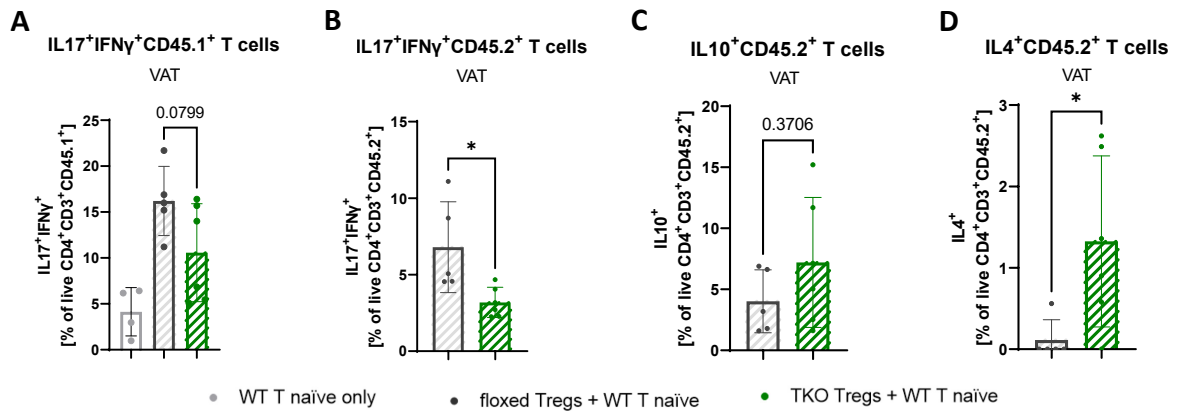 A
IL17⁺IFNγ⁺CD45.1⁺ T cells
VAT
IL17⁺IFNγ⁺
[% of live CD4⁺CD3⁺CD45.1⁺]
25
20
15
10
5
0
0.0799
B
IL17⁺IFNγ⁺CD45.2⁺ T cells
VAT
IL17⁺IFNγ⁺
[% of live CD4⁺CD3⁺CD45.2⁺]
15
10
5
0
*
C
IL10⁺CD45.2⁺ T cells
VAT
IL10⁺
[% of live CD4⁺CD3⁺CD45.2⁺]
20
15
10
5
0
0.3706
D
IL4⁺CD45.2⁺ T cells
VAT
IL4⁺
[% of live CD4⁺CD3⁺CD45.2⁺]
3
2
1
0
*
WT T naïve only
floxed Tregs + WT T naïve
TKO Tregs + WT T naïve